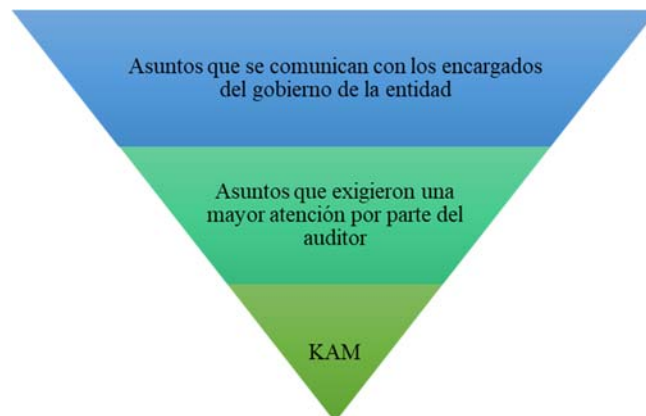 Asuntos que se comunican con los encargados
del gobierno de la entidad
Asuntos que exigieron una
mayor atención por parte del
auditor
KAM